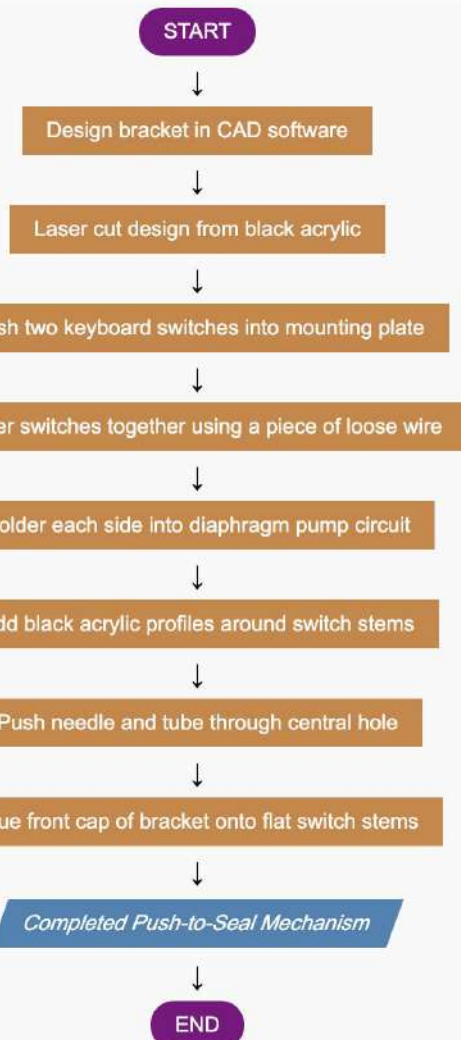 START
Design bracket in CAD software
Laser cut design from black acrylic
sh two keyboard switches into mounting plate
er switches together using a piece of loose wire
older each side into diaphragm pump circuit
dd black acrylic profiles around switch stems
Push needle and tube through central hole
ue front cap of bracket onto flat switch stems
Completed Push-to-Seal Mechanism
END